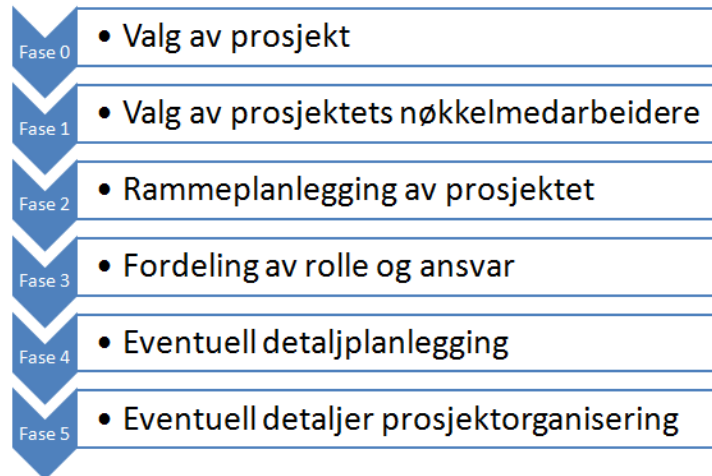 Fase 0 • Valg av prosjekt
Fase 1 • Valg av prosjektets nøkkelmedarbeidere
Fase 2 • Rammeplanlegging av prosjektet
Fase 3 • Fordeling av rolle og ansvar
Fase 4 • Eventuell detaljplanlegging
Fase 5 • Eventuell detaljer prosjektorganisering